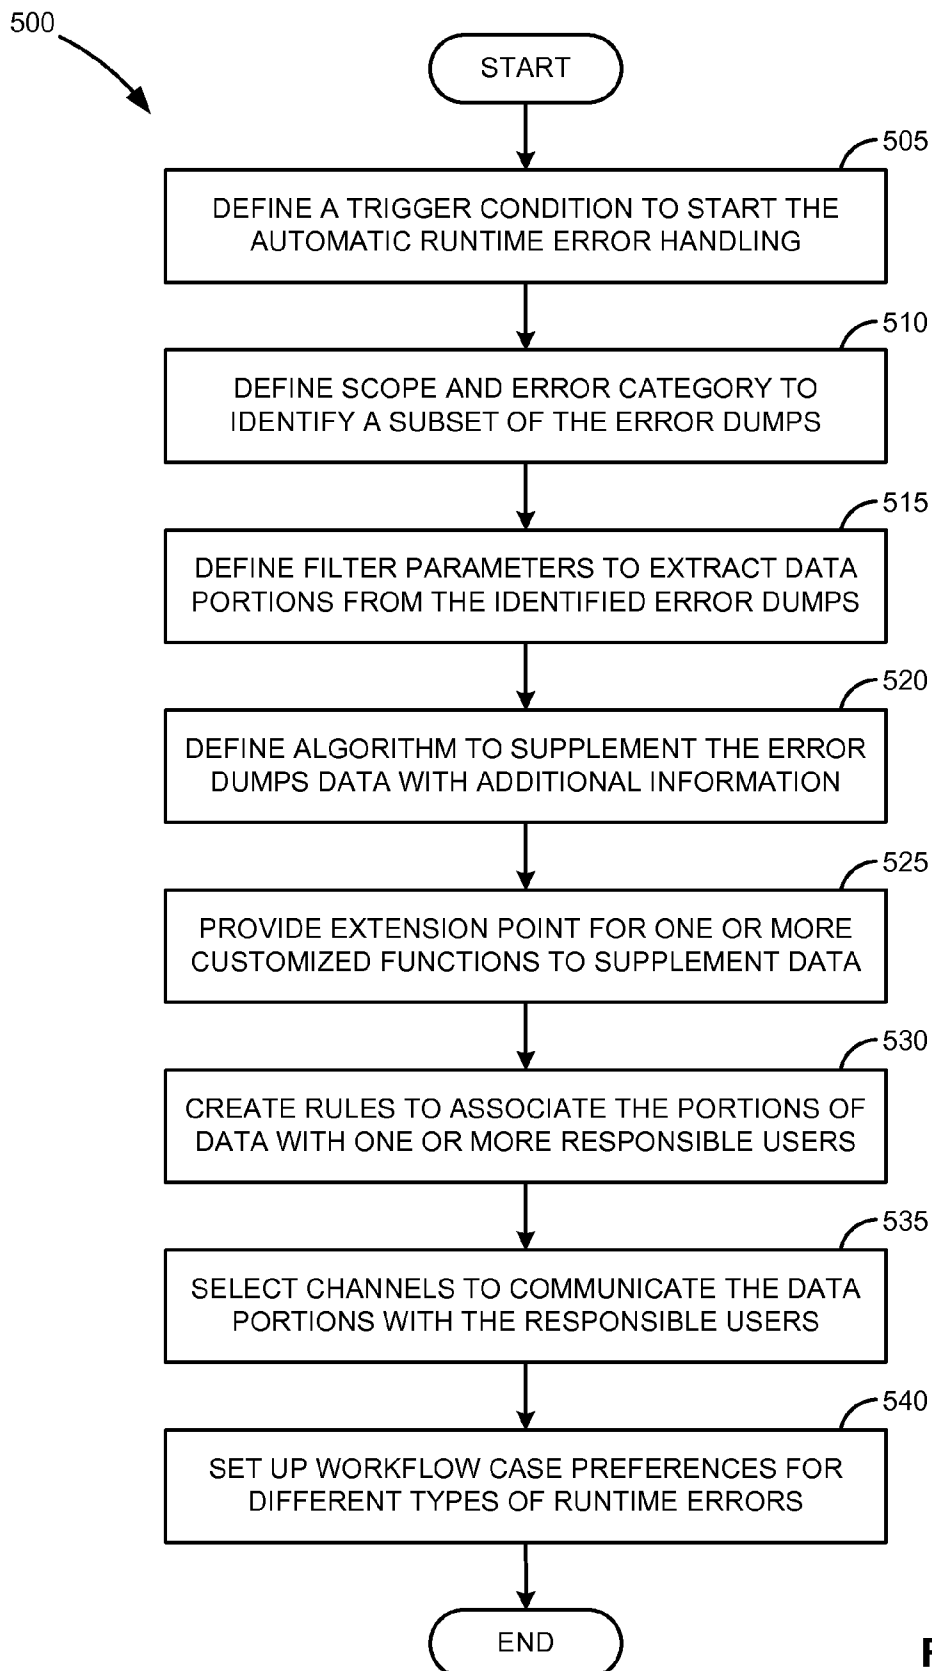 500
START
505
DEFINE A TRIGGER CONDITION TO START THE
AUTOMATIC RUNTIME ERROR HANDLING
510
DEFINE SCOPE AND ERROR CATEGORY TO
IDENTIFY A SUBSET OF THE ERROR DUMPS
515
DEFINE FILTER PARAMETERS TO EXTRACT DATA
PORTIONS FROM THE IDENTIFIED ERROR DUMPS
520
DEFINE ALGORITHM TO SUPPLEMENT THE ERROR
DUMPS DATA WITH ADDITIONAL INFORMATION
525
PROVIDE EXTENSION POINT FOR ONE OR MORE
CUSTOMIZED FUNCTIONS TO SUPPLEMENT DATA
530
CREATE RULES TO ASSOCIATE THE PORTIONS OF
DATA WITH ONE OR MORE RESPONSIBLE USERS
535
SELECT CHANNELS TO COMMUNICATE THE DATA
PORTIONS WITH THE RESPONSIBLE USERS
540
SET UP WORKFLOW CASE PREFERENCES FOR
DIFFERENT TYPES OF RUNTIME ERRORS
END